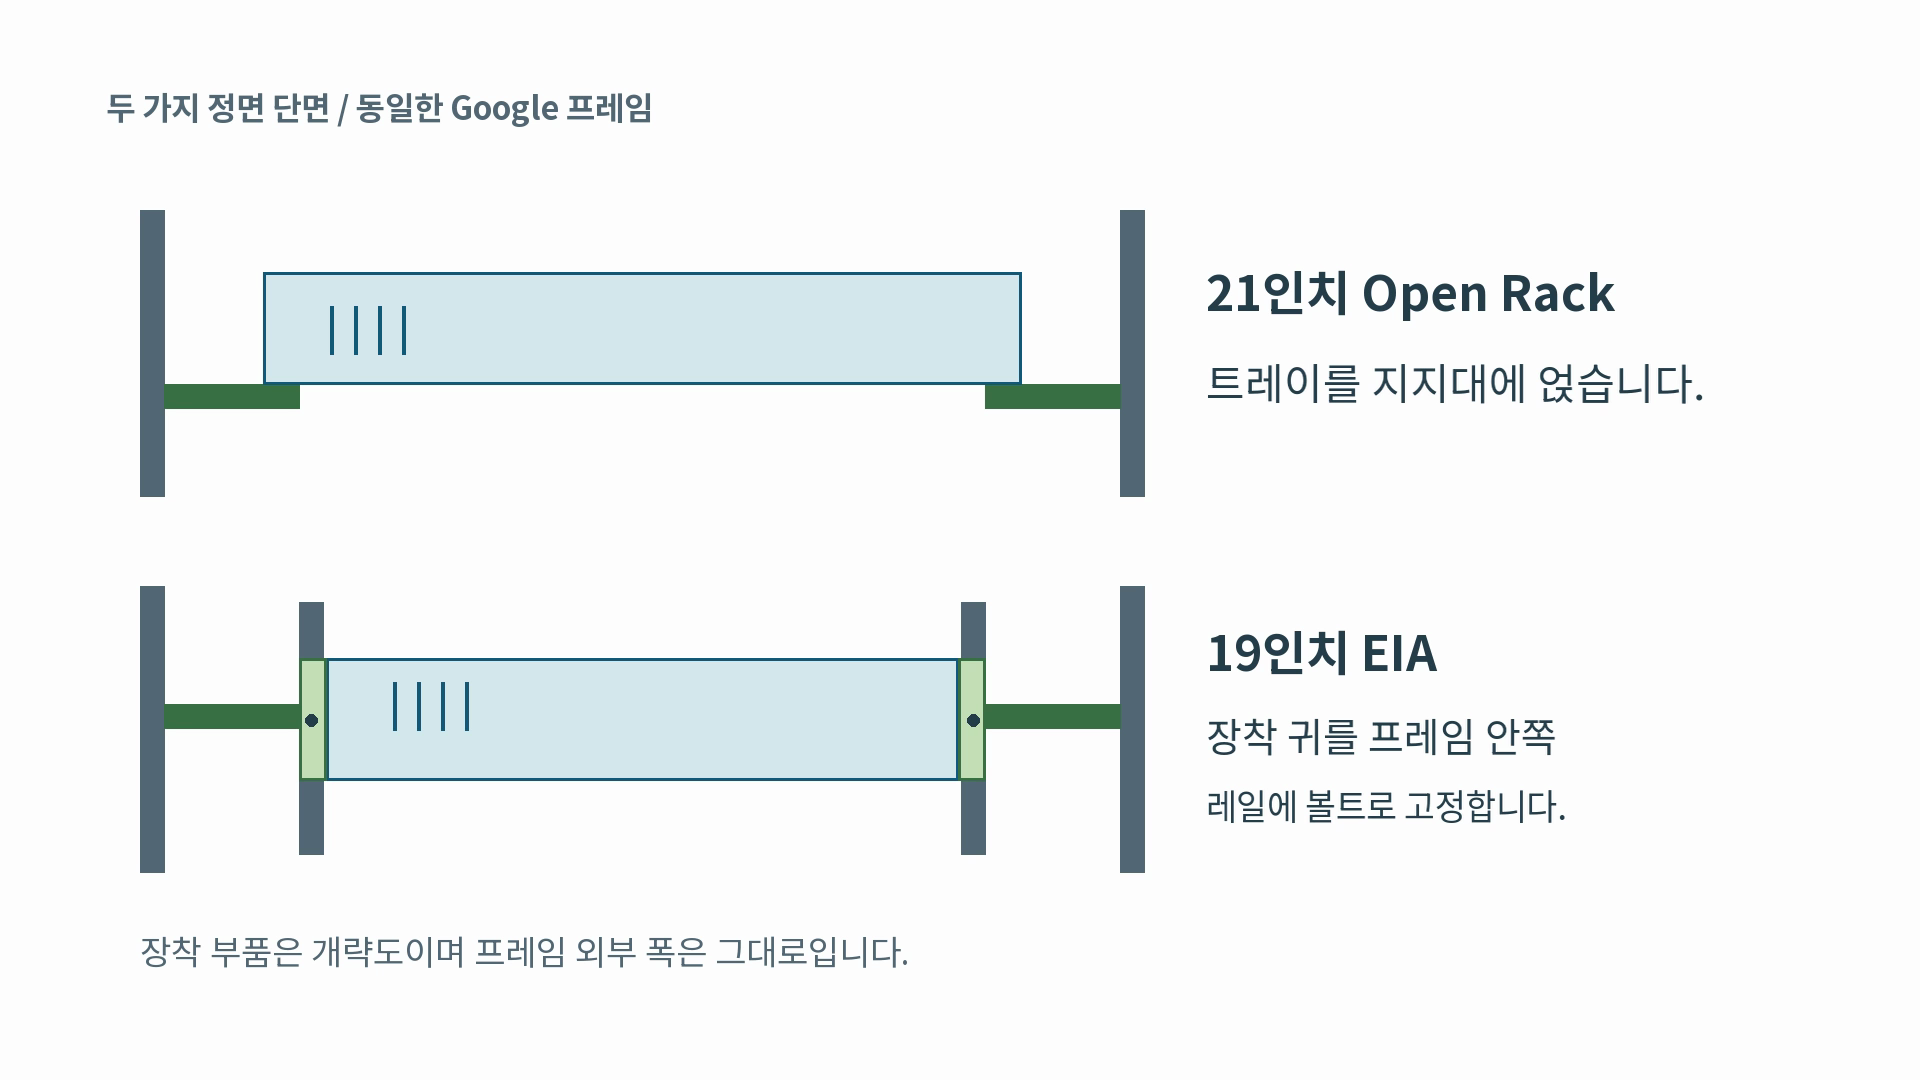 두 가지 정면 단면 / 동일한 Google 프레임
21인치 Open Rack
트레이를 지지대에 얹습니다.
19인치 EIA
장착 귀를 프레임 안쪽
레일에 볼트로 고정합니다.
장착 부품은 개략도이며 프레임 외부 폭은 그대로입니다.